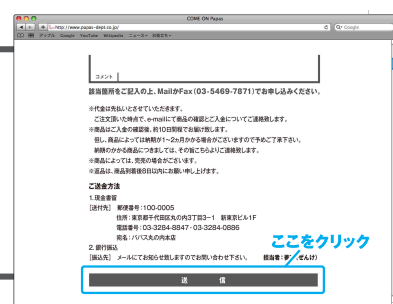 COME ON Papas
http://www.papas-dept.co.jp/
Google
アップル Google YouTube Wikipedia ニュース お役立ち
コメント
該当箇所をご記入の上、MailかFax(03-5469-7871)でお申し込みください。
※代金は先払いとさせていただきます。
ご注文頂いた時点で、e-mailにて商品の確認とご入金についてご連絡致します。
※商品はご入金の確認後、約10日間程でお届け致します。
但し、商品によっては納期が1~2ヵ月かかる場合がございますので予めご了承下さい。
納期のかかる商品につきましては、その旨こちらよりご連絡致します。
※商品によっては、完売の場合がございます。
※返品は、商品到着後8日以内にお願い申し上げます。
ご送金方法
1.現金書留
[送付先] 郵便番号:100-0005
住所:東京都千代田区丸の内3丁目3-1 新東京ビル1F
電話番号:03-3284-8847・03-3284-0886
宛名:パパス丸の内本店
2.銀行振込
[振込先] メールにてお知らせ致しますのでお問い合わせ下さい。 担当者:
ここをクリック
送 信